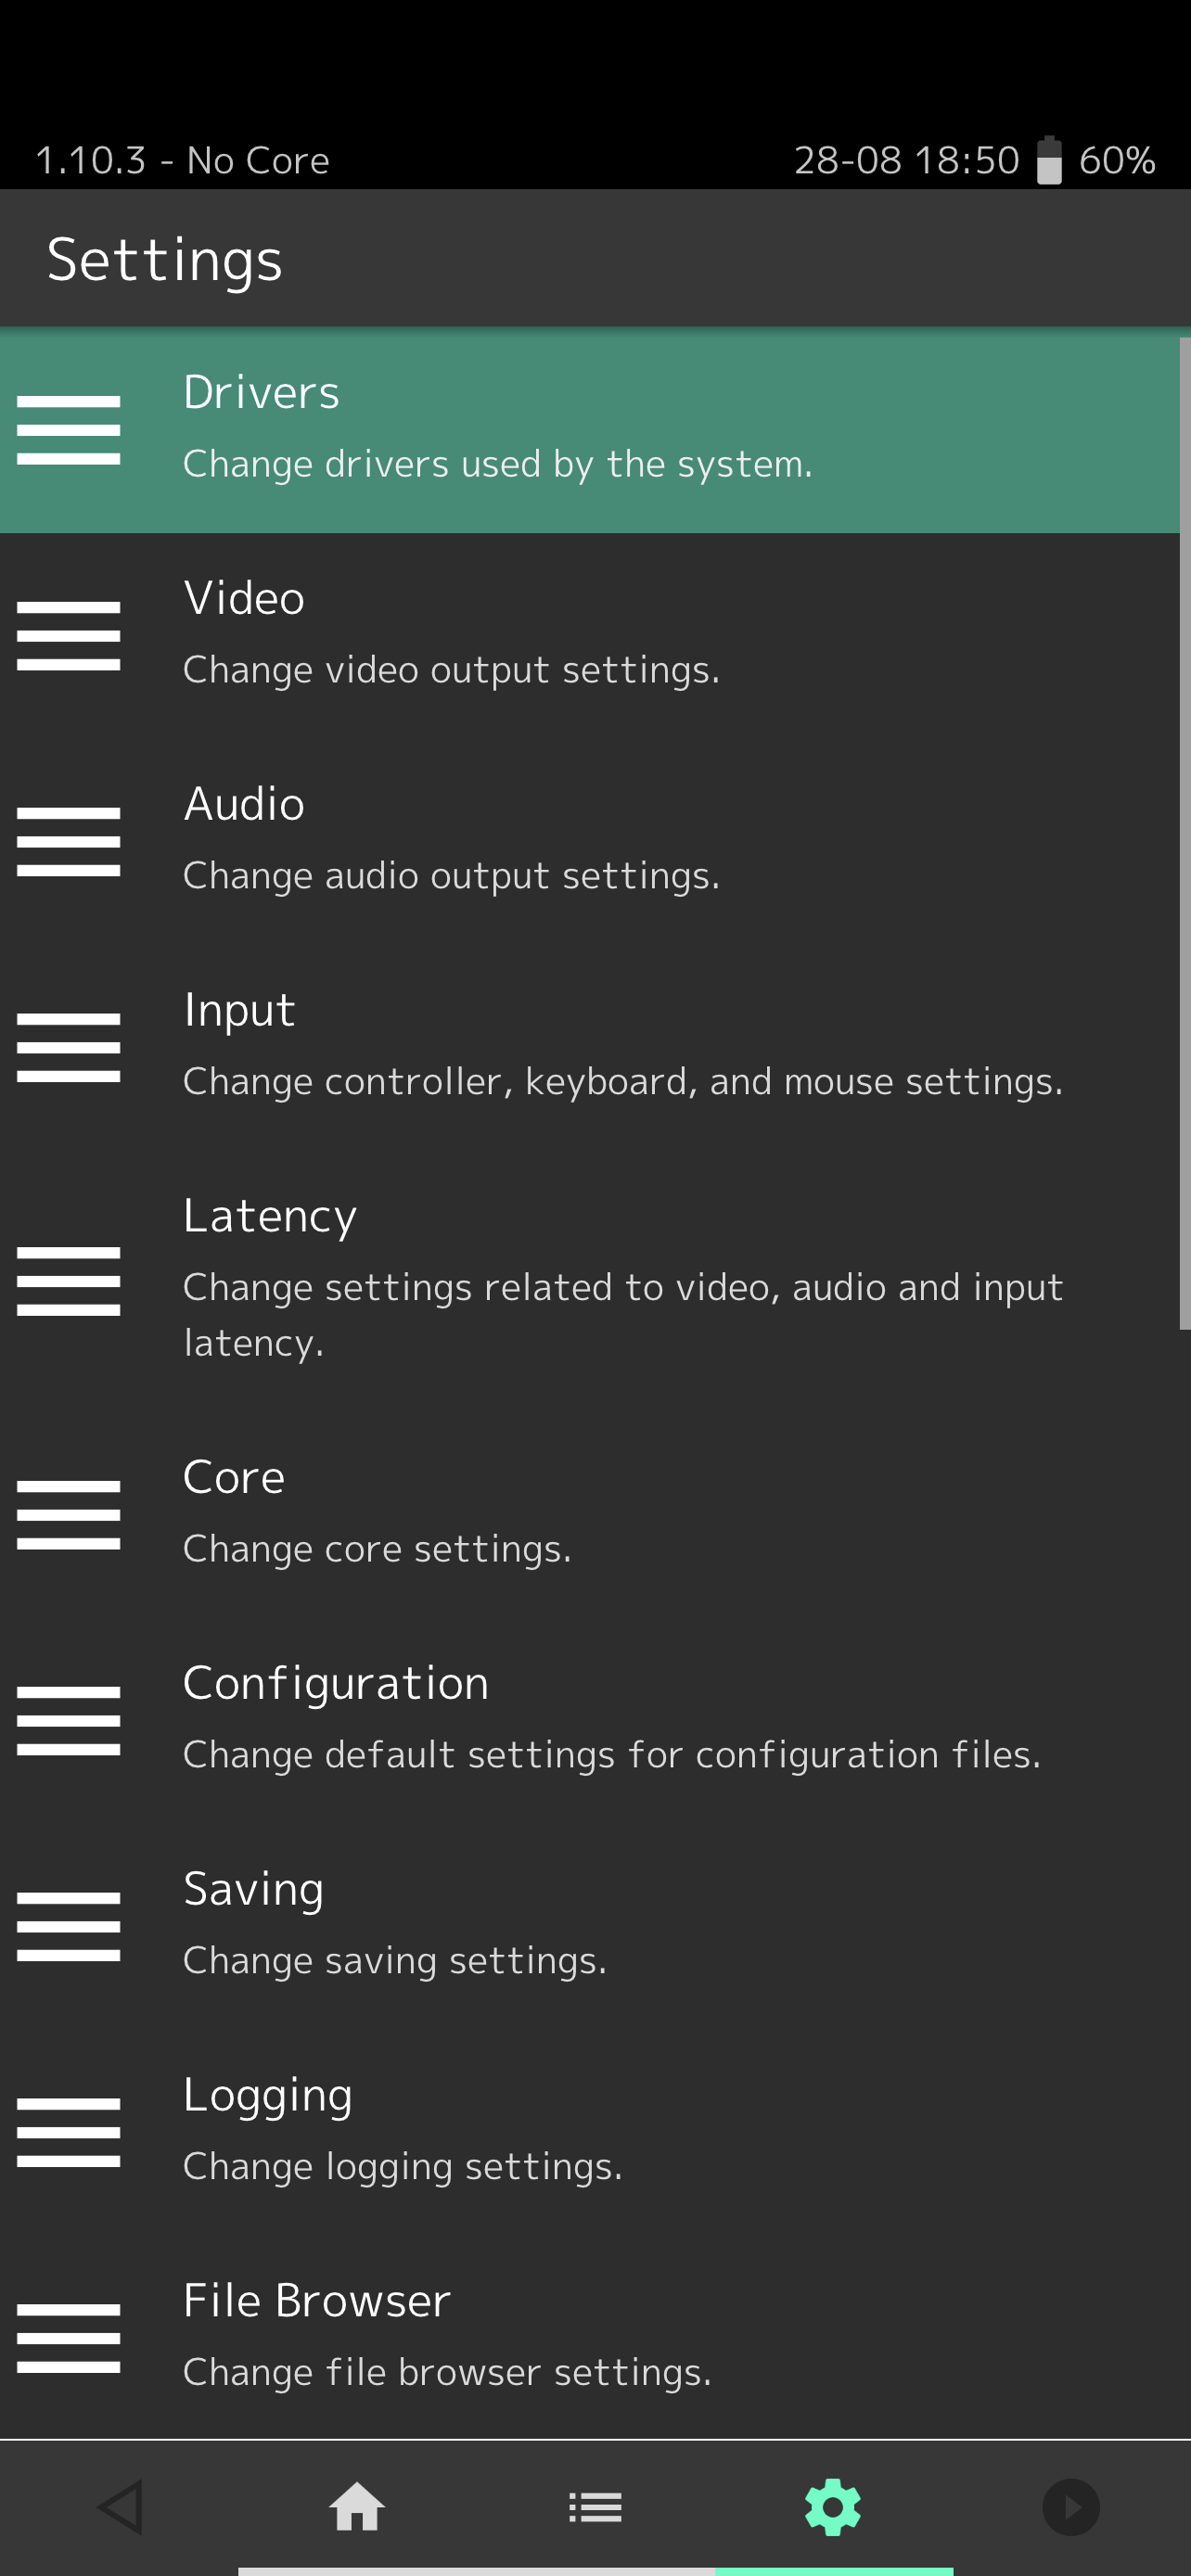 1.10.3 - No Core 28-08 18:50 60%
Settings
Drivers
Change drivers used by the system.
Video
Change video output settings.
Audio
Change audio output settings.
Input
Change controller, keyboard, and mouse settings.
Latency
Change settings related to video, audio and input
latency.
Core
Change core settings.
Configuration
Change default settings for configuration files.
Saving
Change saving settings.
Logging
Change logging settings.
File Browser
Change file browser settings.